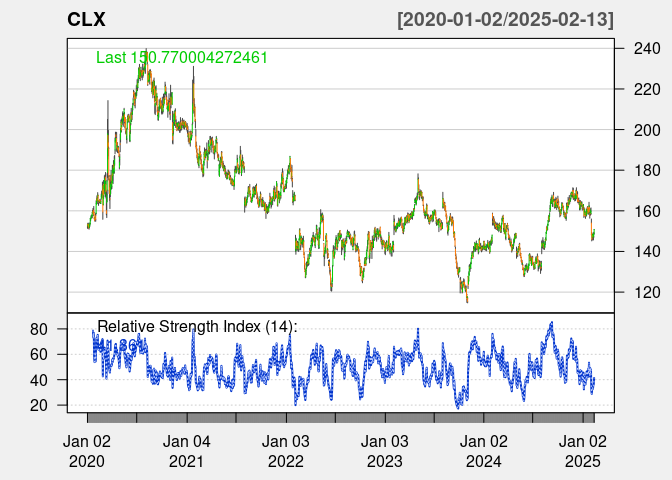 CLX [2020-01-02/2025-02-13]
Last 150.770004272461
240
220
200
180
160
140
120
Relative Strength Index (14):
80
60
40
20
Jan 02 2020
Jan 04 2021
Jan 03 2022
Jan 03 2023
Jan 02 2024
Jan 02 2025